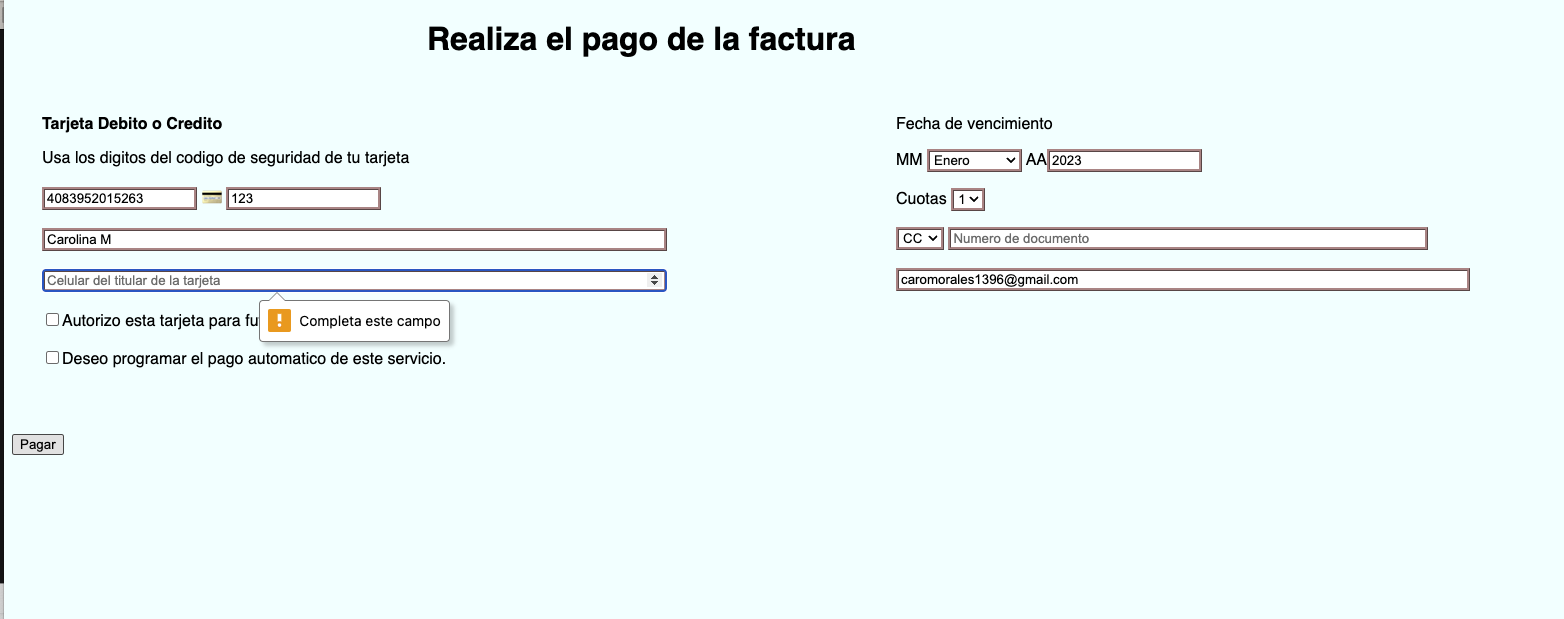 Realiza el pago de la factura
Tarjeta Debito o Credito
Usa los digitos del codigo de seguridad de tu tarjeta
4083952015263 123
Carolina M
Celular del titular de la tarjeta
Completa este campo
Autorizo esta tarjeta para fu
Deseo programar el pago automatico de este servicio.
Fecha de vencimiento
MM Enero AA 2023
Cuotas 1
CC Numero de documento
caromorales1396@gmail.com
Pagar